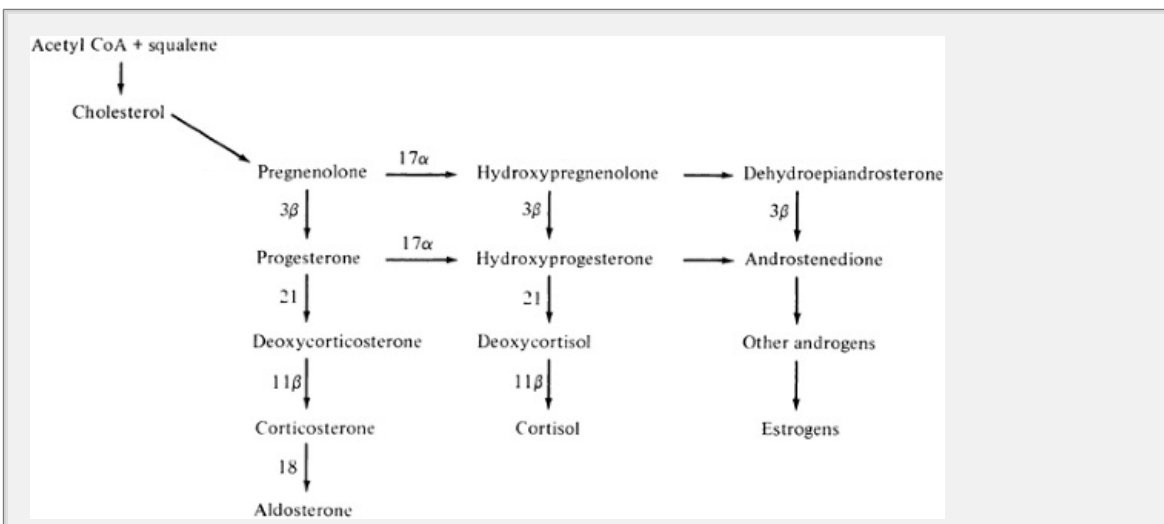 Acetyl CoA + squalene
Cholesterol
17α
Pregnenolone Hydroxypregnenolone Dehydroepiandrosterone
3β 3β 3β
17α
Progesterone Hydroxyprogesterone Androstenedione
21 21
Deoxycorticosterone Deoxycortisol Other androgens
11β 11β
Corticosterone Cortisol Estrogens
18
Aldosterone